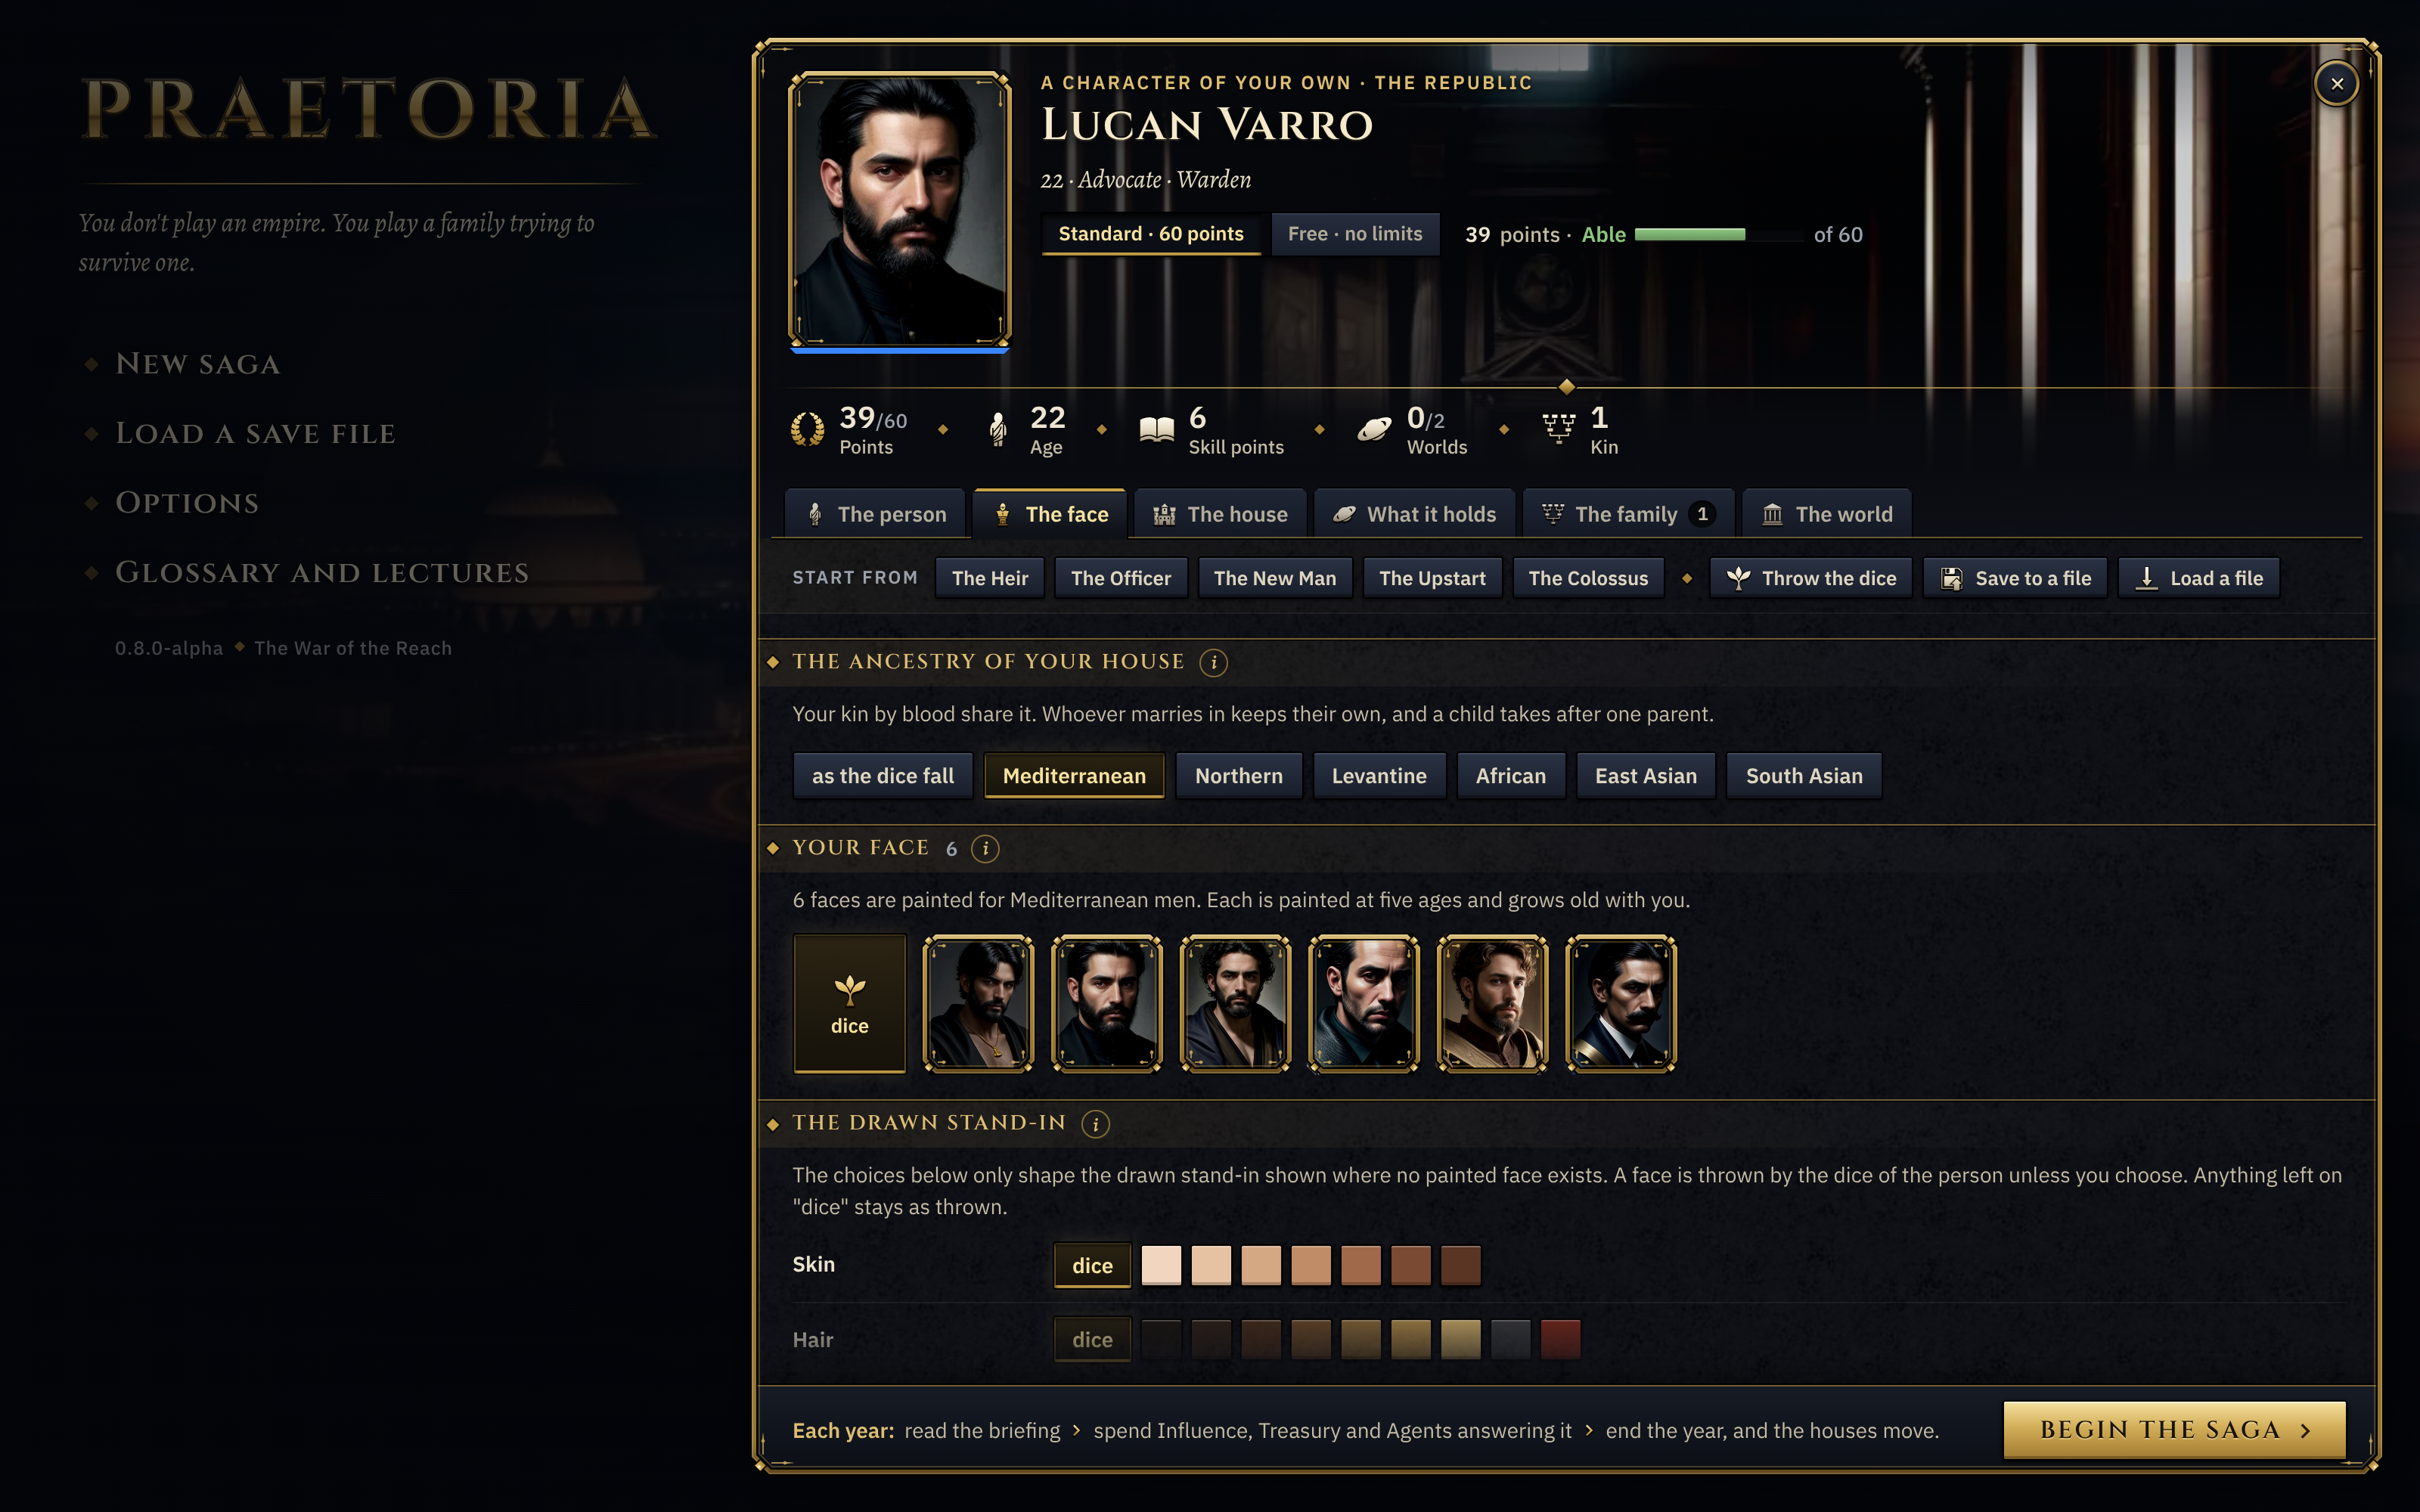 PRAETORIA
You don't play an empire. You play a family trying to
survive one.
NEW SAGA
LOAD A SAVE FILE
OPTIONS
GLOSSARY AND LECTURES
0.8.0-alpha ◆ The War of the Reach
A CHARACTER OF YOUR OWN · THE REPUBLIC
LUCAN VARRO
22 · Advocate · Warden
Standard · 60 points Free · no limits 39 points · Able of 60
39/60 Points
22 Age
6 Skill points
0/2 Worlds
1 Kin
The person The face The house What it holds The family 1 The world
START FROM The Heir The Officer The New Man The Upstart The Colossus ◆ Throw the dice Save to a file Load a file
THE ANCESTRY OF YOUR HOUSE i
Your kin by blood share it. Whoever marries in keeps their own, and a child takes after one parent.
as the dice fall Mediterranean Northern Levantine African East Asian South Asian
YOUR FACE 6 i
6 faces are painted for Mediterranean men. Each is painted at five ages and grows old with you.
dice
THE DRAWN STAND-IN i
The choices below only shape the drawn stand-in shown where no painted face exists. A face is thrown by the dice of the person unless you choose. Anything left on
"dice" stays as thrown.
Skin dice
Hair dice
Each year: read the briefing > spend Influence, Treasury and Agents answering it > end the year, and the houses move.
BEGIN THE SAGA >